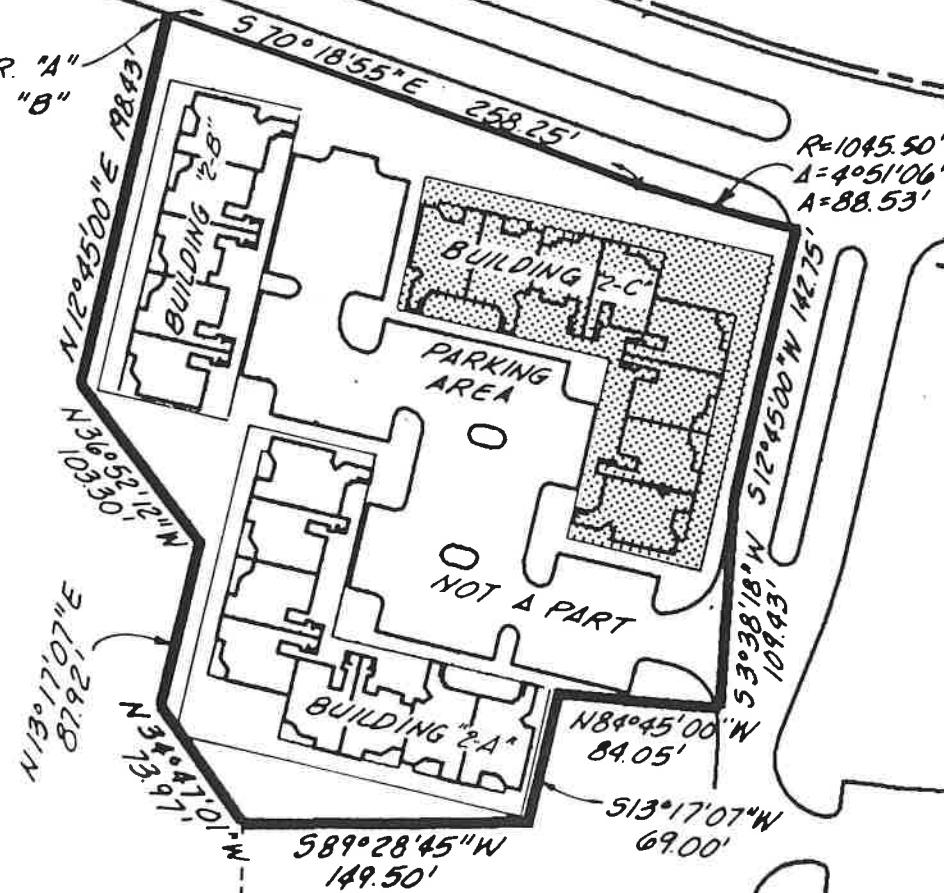 R. "A"
"B"
S 70°18'55"E 258.25'
R=1045.50'
Δ=4°51'06"
A=88.53'
N12°45'00"E 198.43'
BUILDING "2-B"
BUILDING "2-C"
S12°45'00"W 142.75'
PARKING
AREA
N36°52'12"W
103.30'
NOT A PART
S3°38'18"W
109.43'
N13°17'07"E
87.92'
BUILDING "2-A"
N84°45'00"W
84.05'
N34°47'01"W
73.97'
S13°17'07"W
69.00'
S89°28'45"W
149.50'